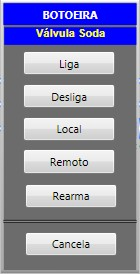 BOTOEIRA
Válvula Soda
Liga
Desliga
Local
Remoto
Rearma
Cancela